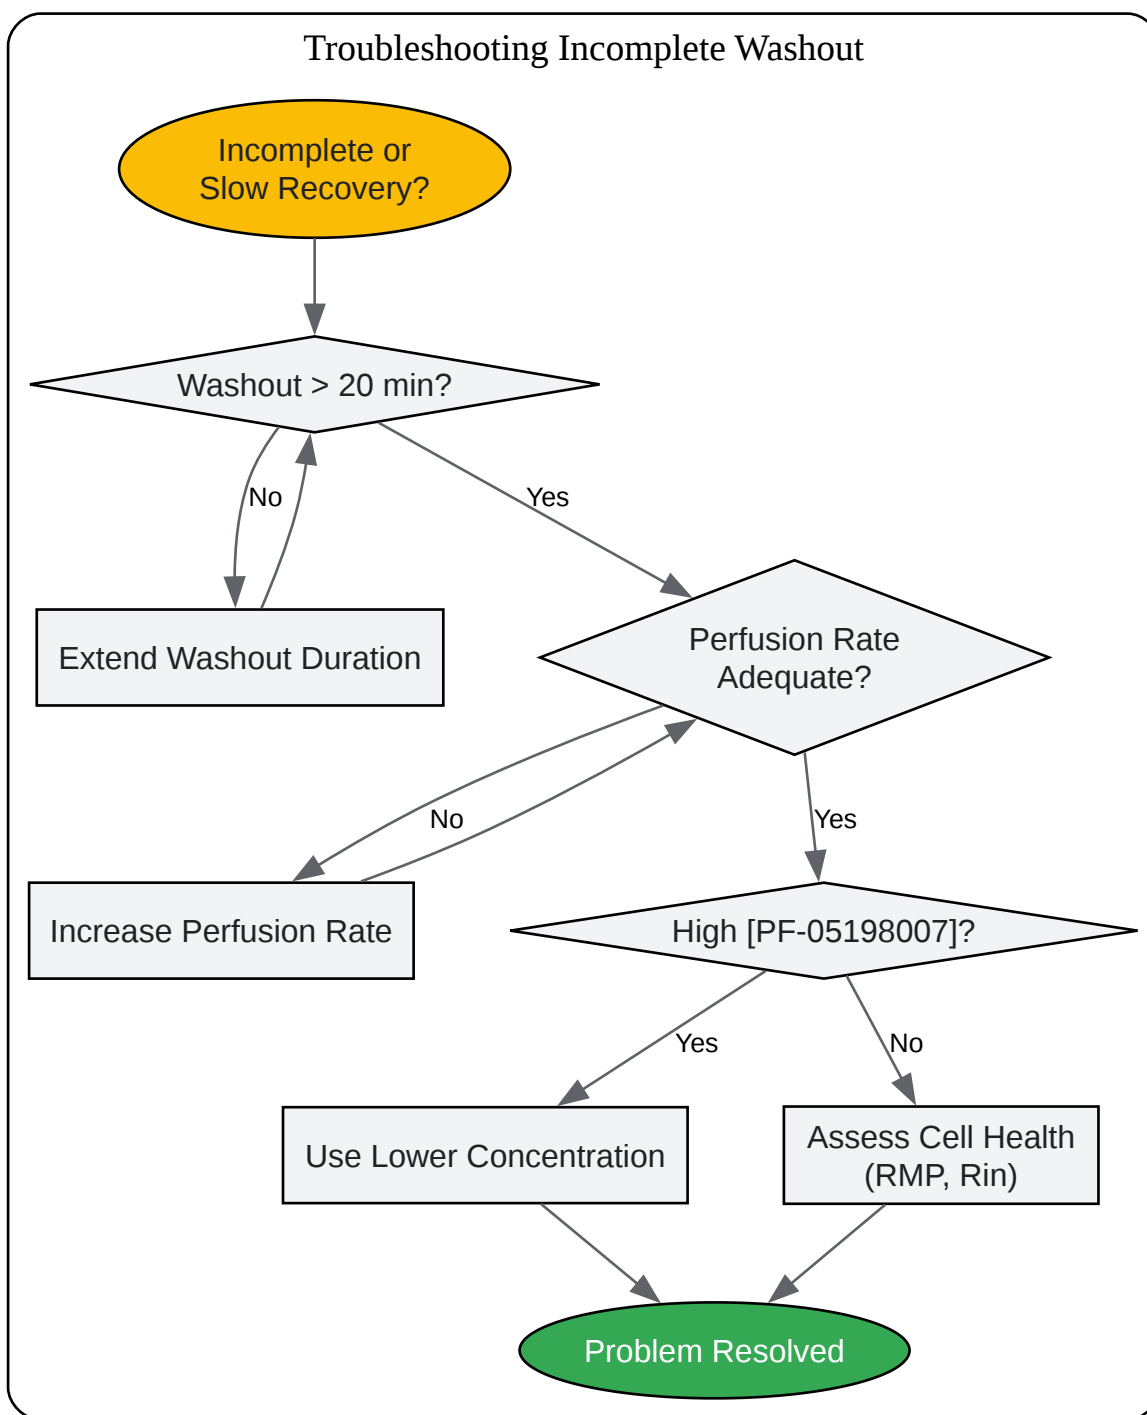 Troubleshooting Incomplete Washout
Incomplete or
Slow Recovery?
Washout > 20 min?
No
Yes
Extend Washout Duration
Perfusion Rate
Adequate?
No
Yes
Increase Perfusion Rate
High [PF-05198007]?
Yes
No
Use Lower Concentration
Assess Cell Health
(RMP, Rin)
Problem Resolved